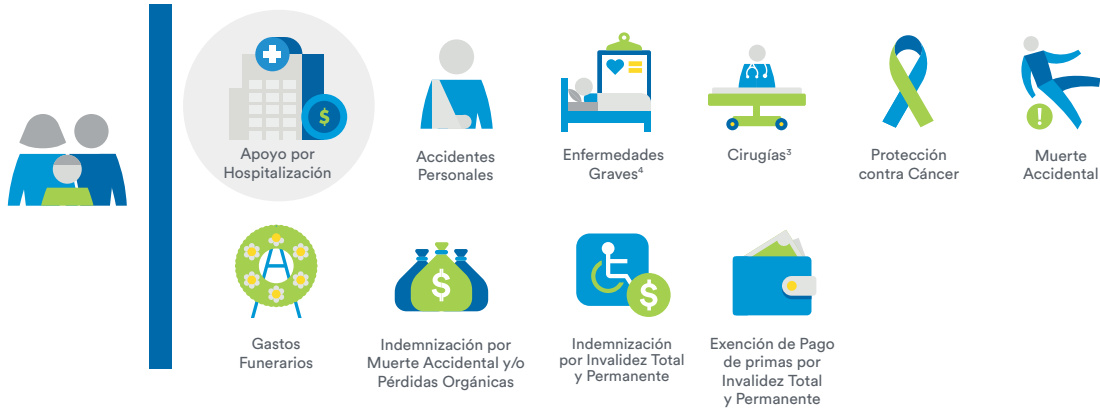 Apoyo por
Hospitalización
Accidentes
Personales
Enfermedades
Graves⁴
Cirugías³
Protección
contra Cáncer
Muerte
Accidental
Gastos
Funerarios
Indemnización por
Muerte Accidental y/o
Pérdidas Orgánicas
Indemnización
por Invalidez Total
y Permanente
Exención de Pago
de primas por
Invalidez Total
y Permanente